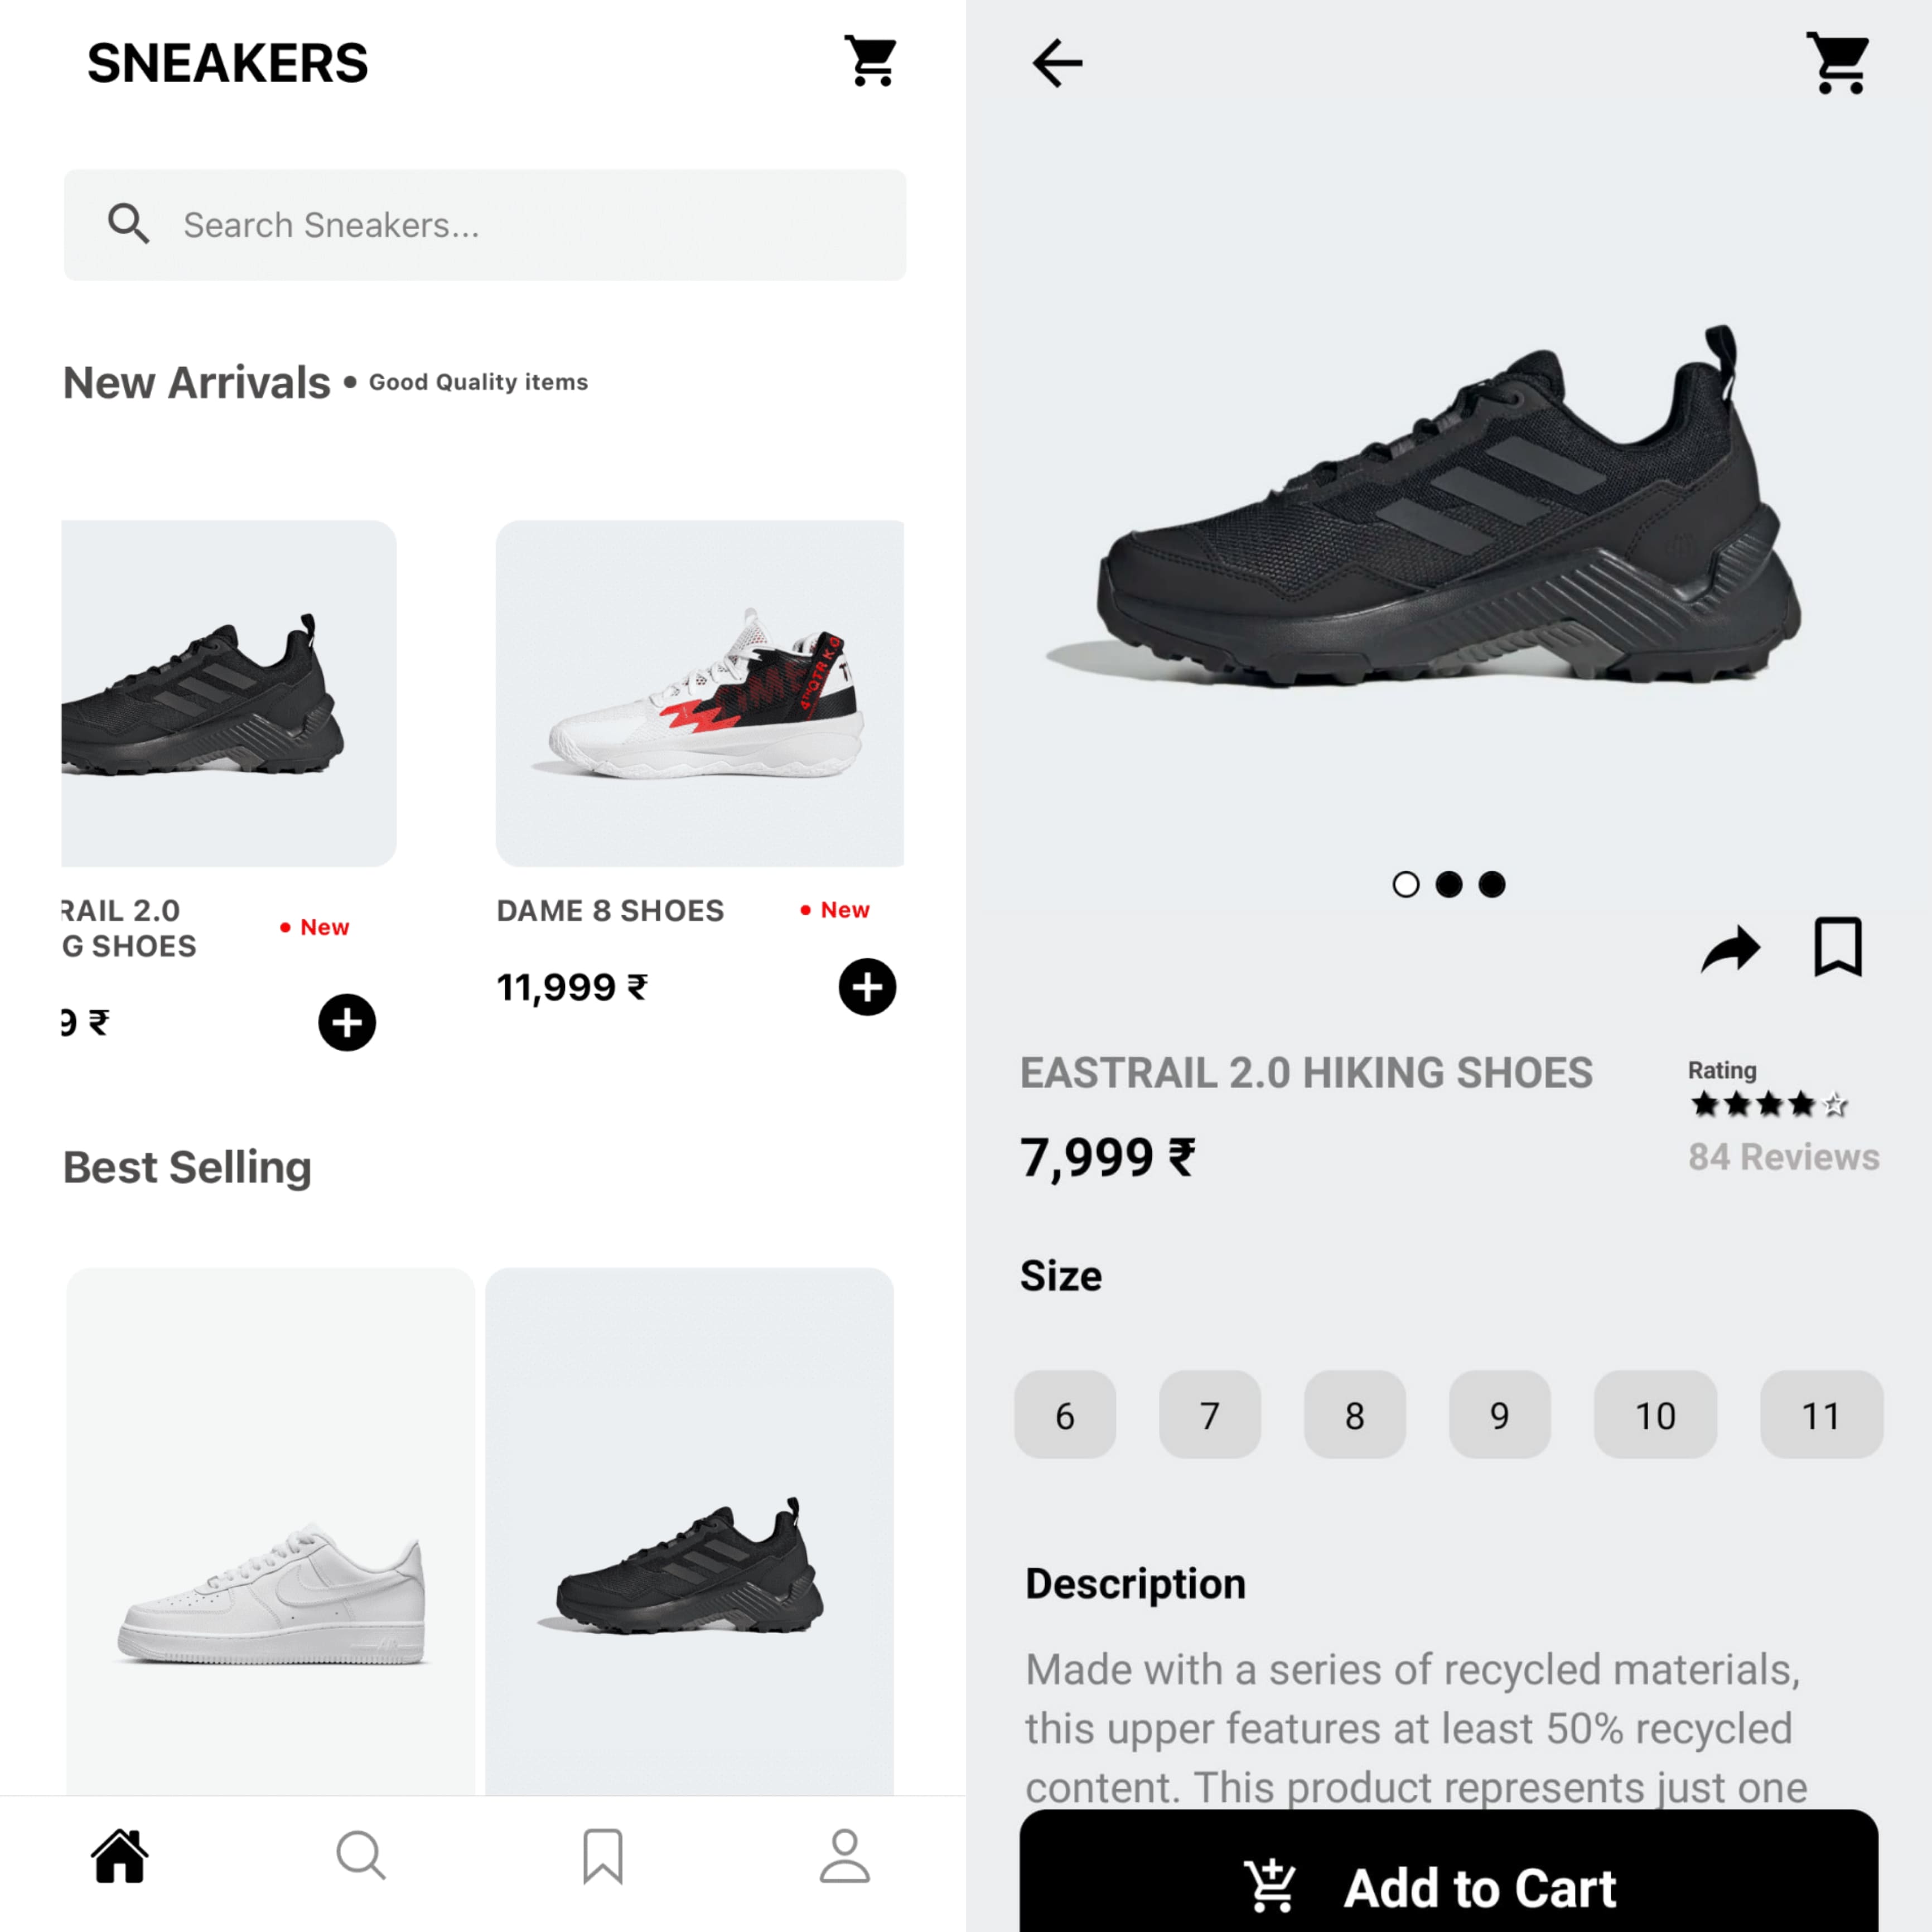 SNEAKERS
Search Sneakers...
New Arrivals • Good Quality items
4THQTRKG
RAIL 2.0
G SHOES
• New
9 ₹
DAME 8 SHOES
• New
11,999 ₹
Best Selling
EASTRAIL 2.0 HIKING SHOES
7,999 ₹
Rating
84 Reviews
Size
6 7 8 9 10 11
Description
Made with a series of recycled materials,
this upper features at least 50% recycled
content. This product represents just one
Add to Cart